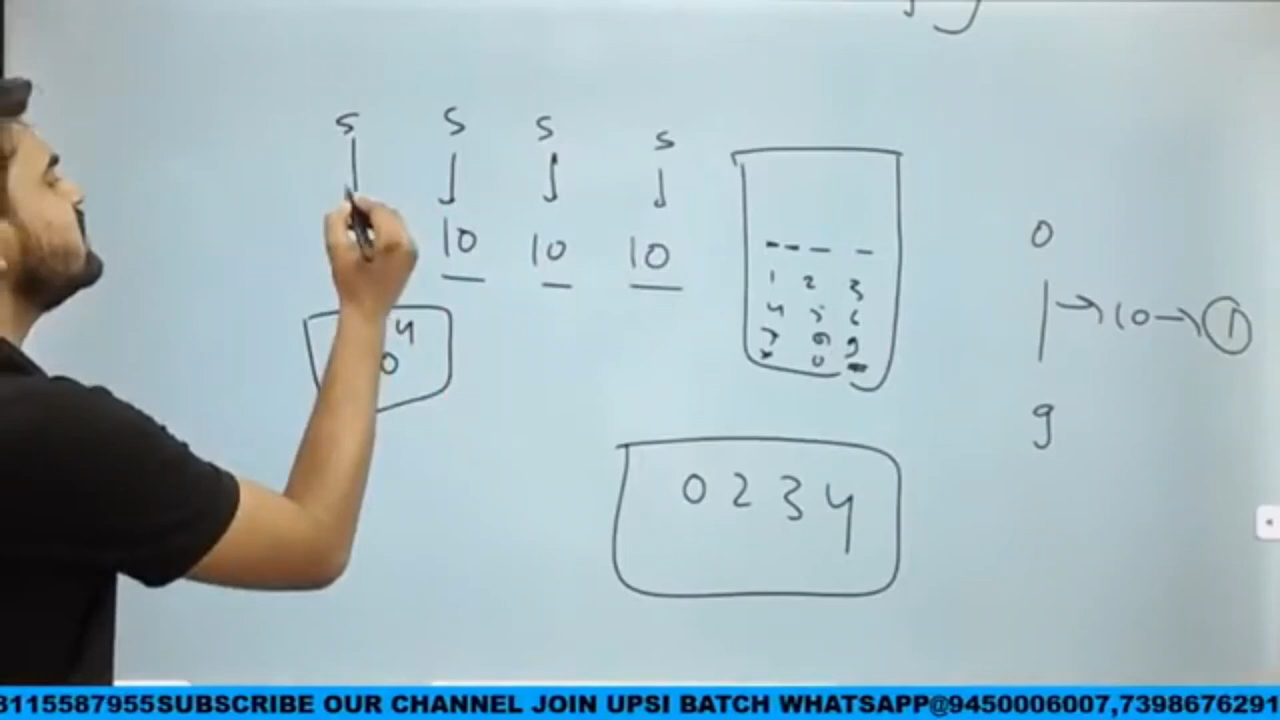 S S S S
10 10 10
4
0
1 2 3
4 5 6
7 8 9
* 0
0
→ 10 → 1
9
0 2 3 4
8115587955SUBSCRIBE OUR CHANNEL JOIN UPSI BATCH WHATSAPP@9450006007,7398676291